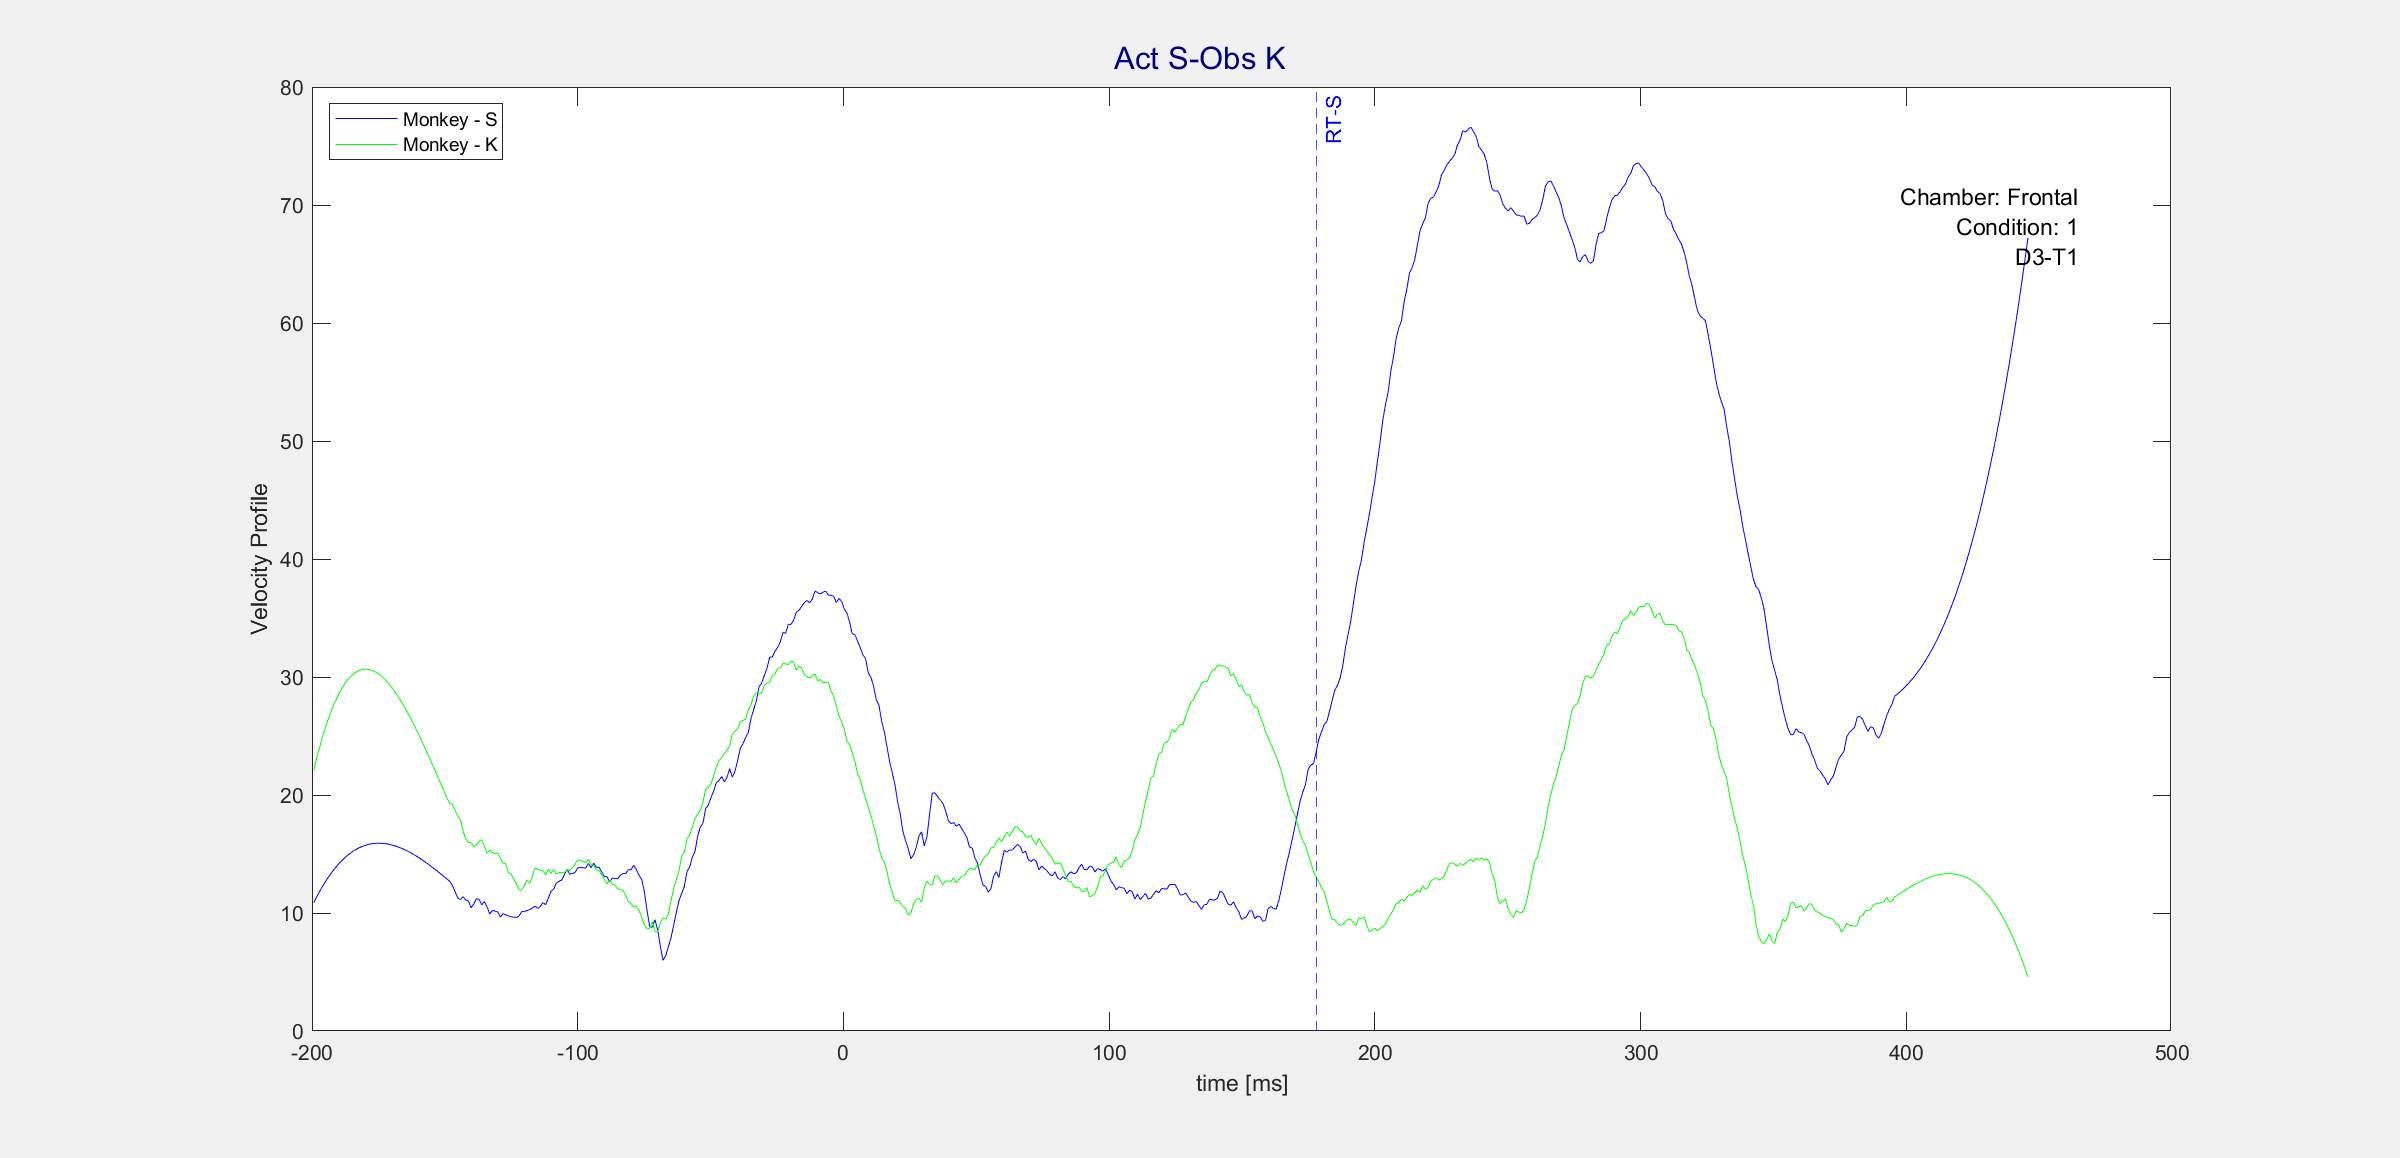 Act S-Obs K
Monkey - S
Monkey - K
RT-S
Chamber: Frontal
Condition: 1
D3-T1
Velocity Profile
80
70
60
50
40
30
20
10
0
-200 -100 0 100 200 300 400 500
time [ms]